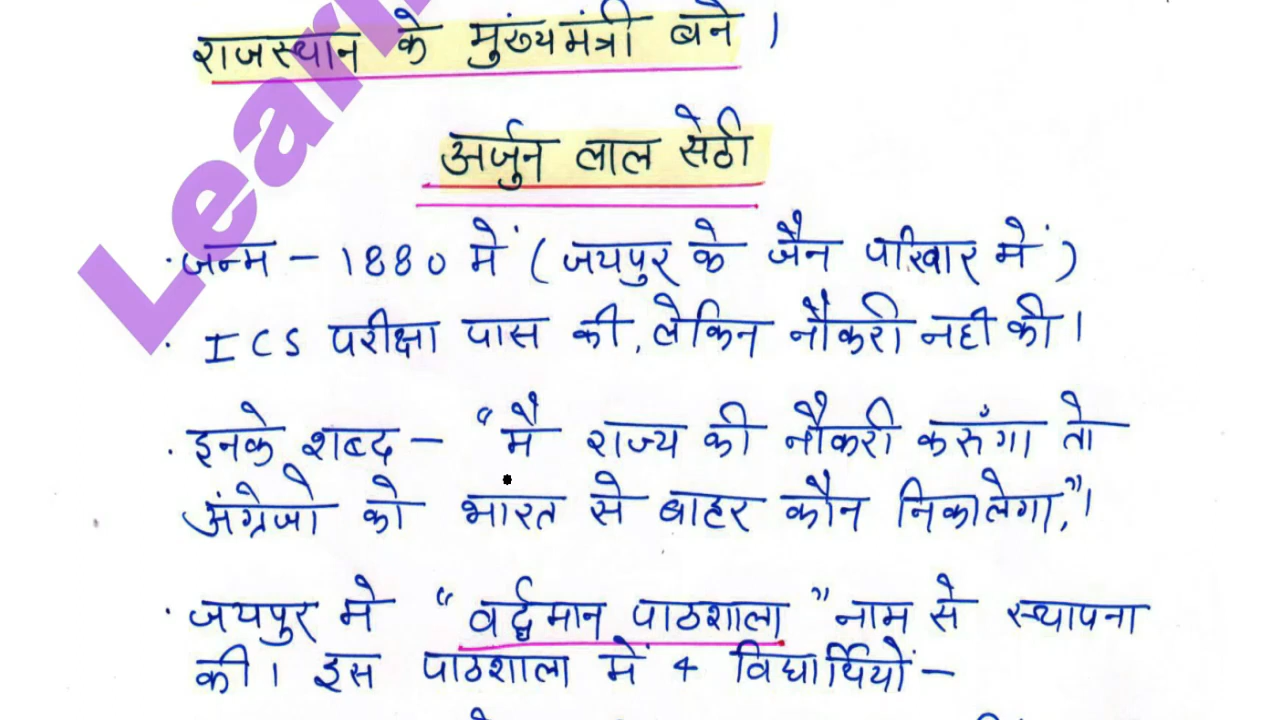 राजस्थान के मुख्यमंत्री बने ।
अर्जुन लाल सेठी
· जन्म – 1880 में ( जयपुर के जैन परिवार में )
· ICS परीक्षा पास की, लेकिन नौकरी नही की ।
· इनके शब्द – "मै राज्य की नौकरी करूँगा तो
अंग्रेजो को भारत से बाहर कौन निकालेगा,"।
· जयपुर मे "वर्द्धमान पाठशाला" नाम से स्थापना
की । इस पाठशाला में 4 विद्यार्थियों –